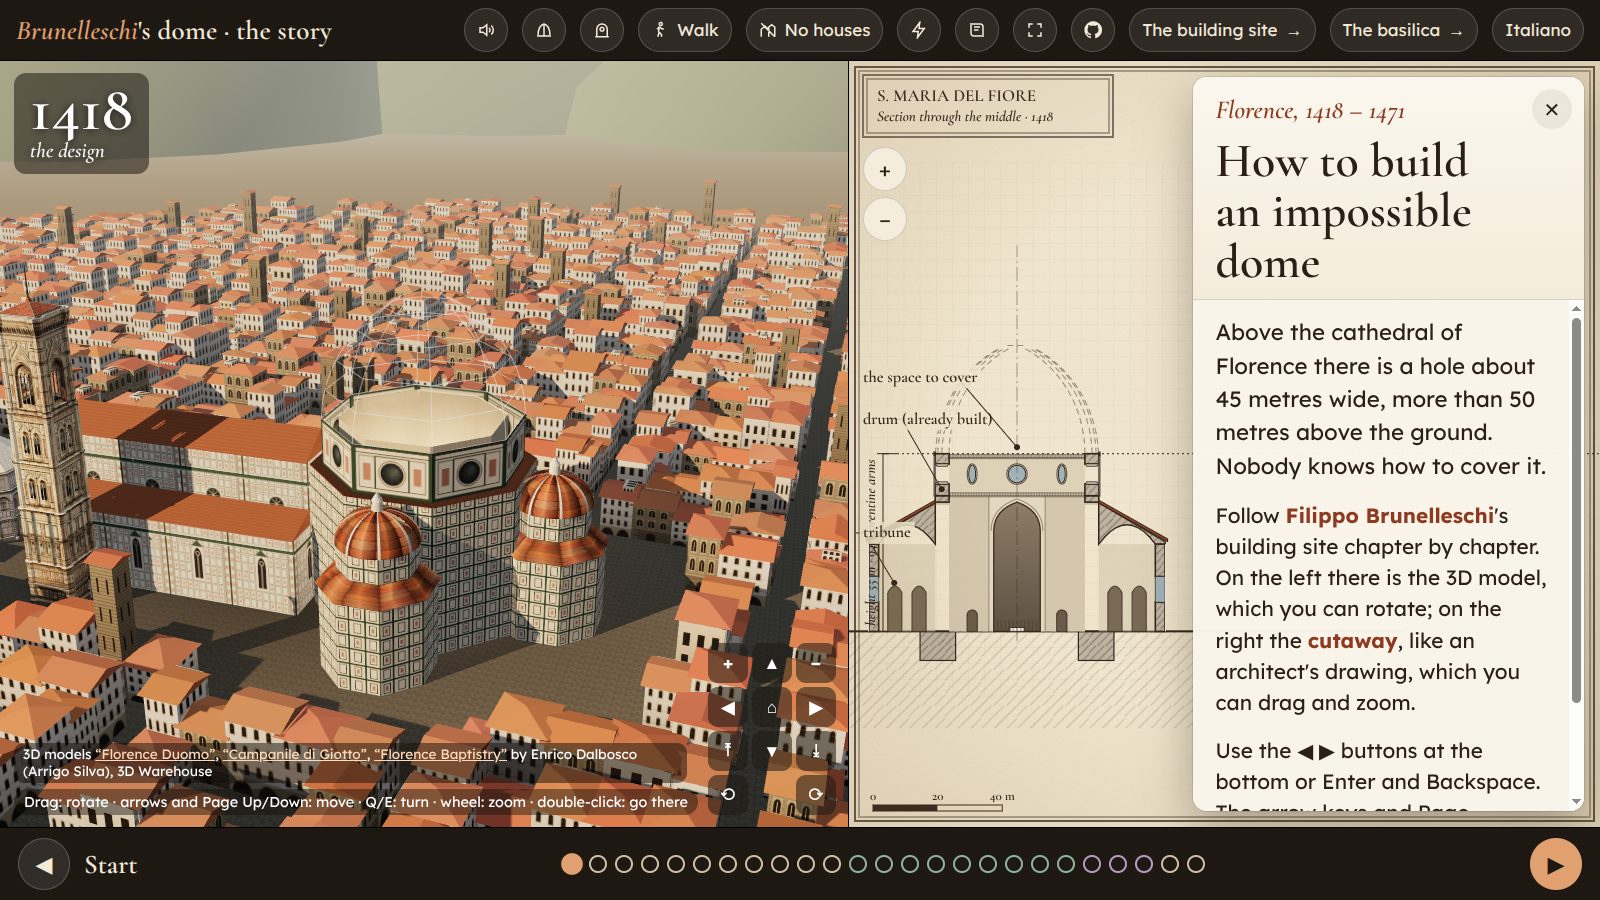 Brunelleschi's dome · the story
Walk
No houses
The building site →
The basilica →
Italiano
1418
the design
3D models “Florence Duomo”, “Campanile di Giotto”, “Florence Baptistry” by Enrico Dalbosco
(Arrigo Silva), 3D Warehouse
Drag: rotate · arrows and Page Up/Down: move · Q/E: turn · wheel: zoom · double-click: go there
S. MARIA DEL FIORE
Section through the middle · 1418
the space to cover
drum (already built)
tribune
0 20 40 m
Florence, 1418 – 1471
How to build
an impossible
dome
Above the cathedral of
Florence there is a hole about
45 metres wide, more than 50
metres above the ground.
Nobody knows how to cover it.
Follow Filippo Brunelleschi's
building site chapter by chapter.
On the left there is the 3D model,
which you can rotate; on the
right the cutaway, like an
architect's drawing, which you
can drag and zoom.
Use the ◀ ▶ buttons at the
bottom or Enter and Backspace.
The arrow keys and Page
Start